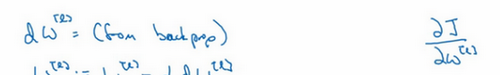 dW^[l] = (from backprop)
∂J
∂W^[l]